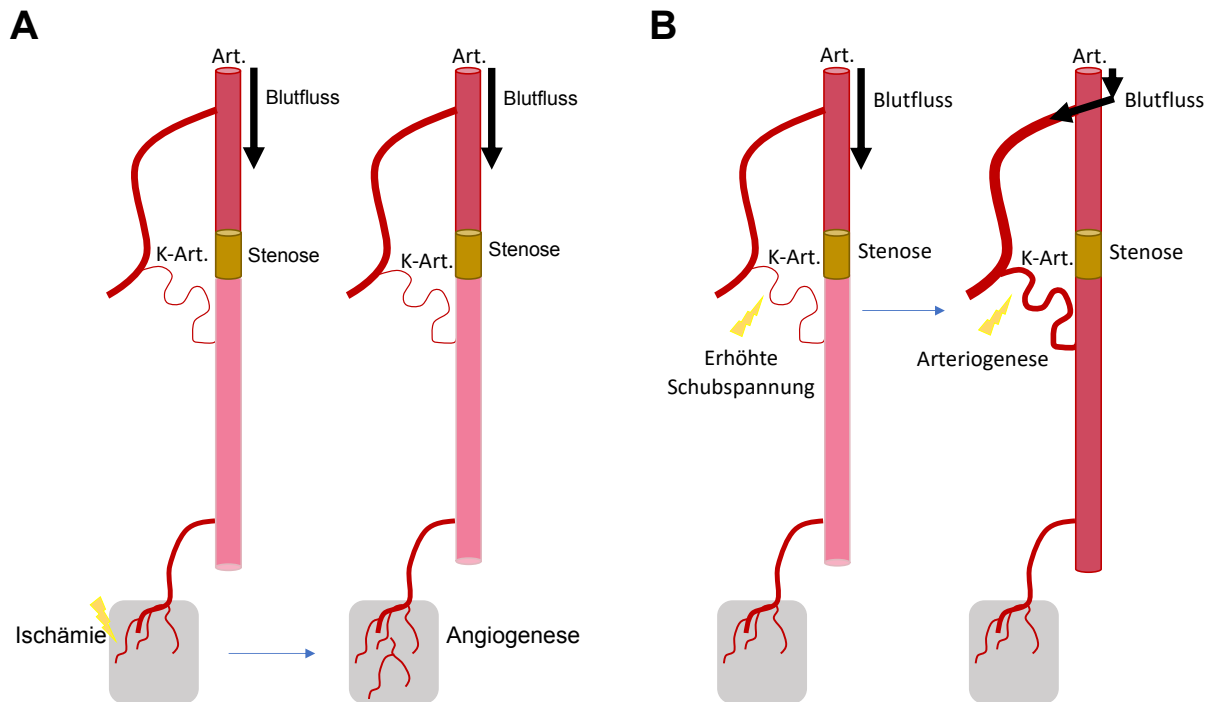 A
Art.
Blutfluss
K-Art.
Stenose
Ischämie
Art.
Blutfluss
K-Art.
Stenose
Angiogenese
B
Art.
Blutfluss
K-Art.
Stenose
Erhöhte
Schubspannung
Art.
Blutfluss
K-Art.
Stenose
Arteriogenese